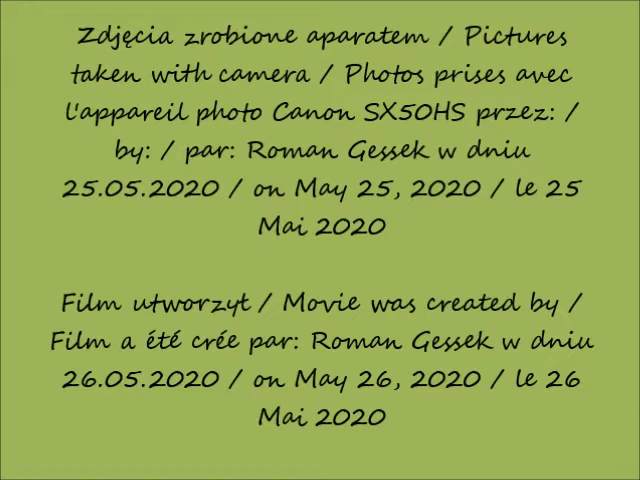 Zdjęcia zrobione aparatem / Pictures
taken with camera / Photos prises avec
l'appareil photo Canon SX50HS przez: /
by: / par: Roman Gessek w dniu
25.05.2020 / on May 25, 2020 / le 25
Mai 2020
Film utworzył / Movie was created by /
Film a été crée par: Roman Gessek w dniu
26.05.2020 / on May 26, 2020 / le 26
Mai 2020